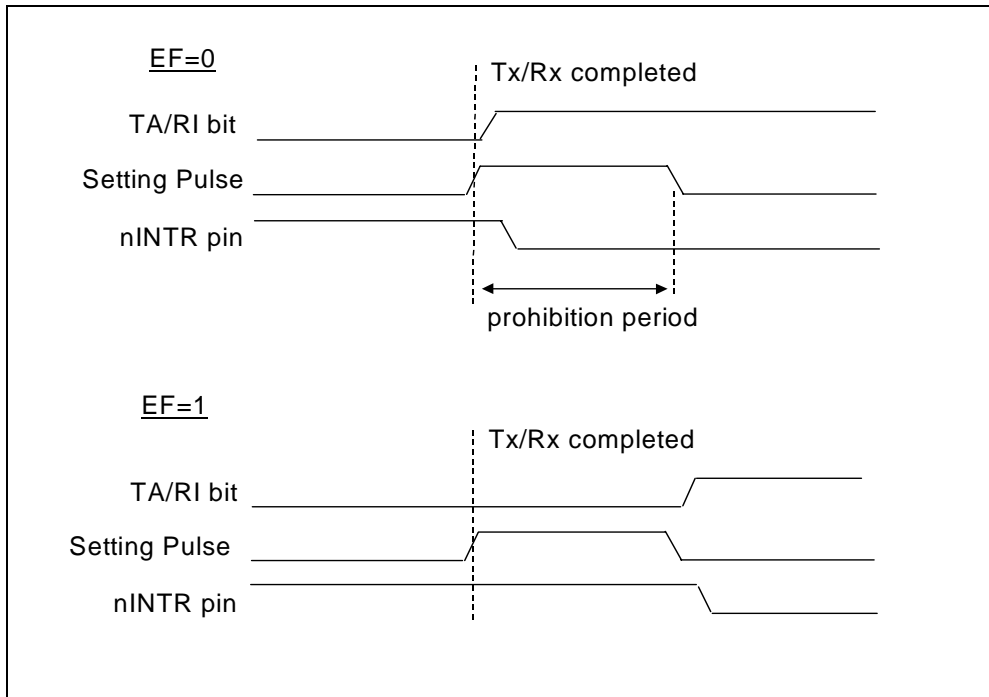 EF=0
Tx/Rx completed
TA/RI bit
Setting Pulse
nINTR pin
prohibition period
EF=1
Tx/Rx completed
TA/RI bit
Setting Pulse
nINTR pin